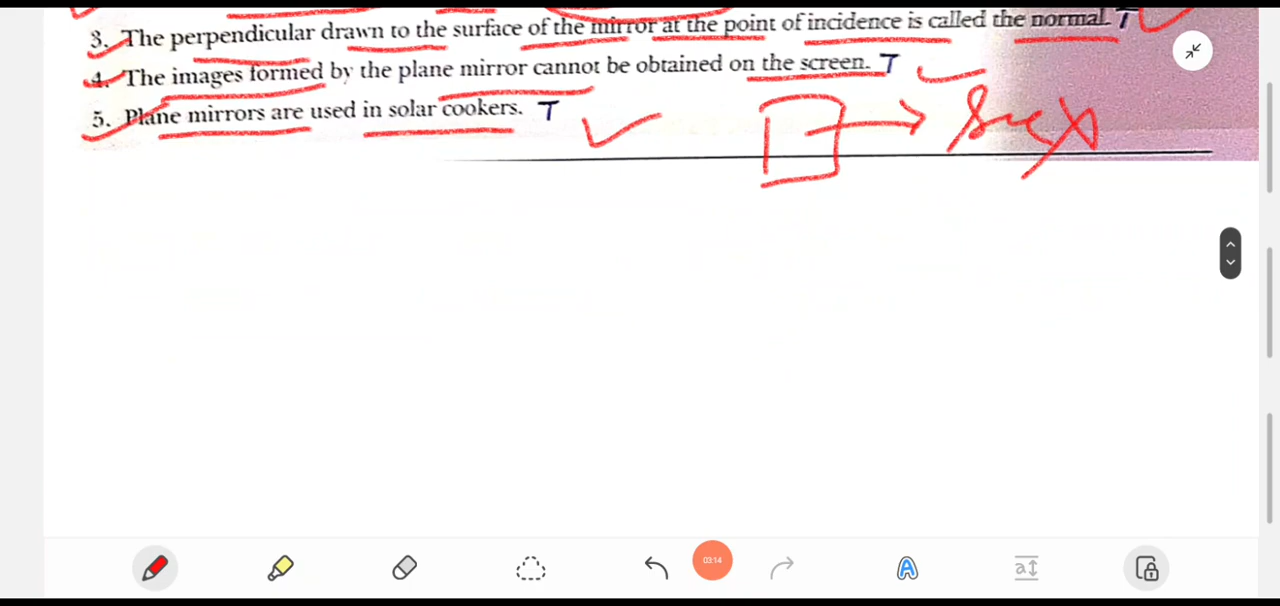 3. The perpendicular drawn to the surface of the mirror at the point of incidence is called the normal. T
4. The images formed by the plane mirror cannot be obtained on the screen. T
5. Plane mirrors are used in solar cookers. T
03:14
A
a